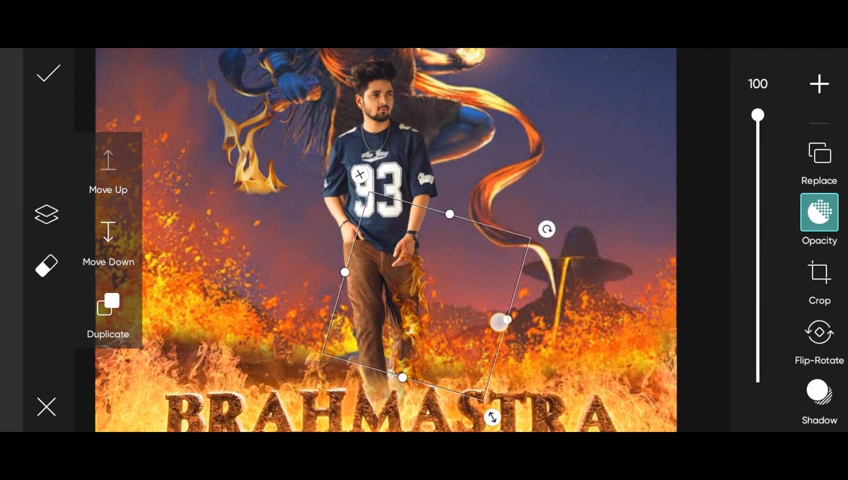 100
Move Up
Replace
93
Opacity
Move Down
Crop
Duplicate
Flip-Rotate
BRAHMASTRA
Shadow